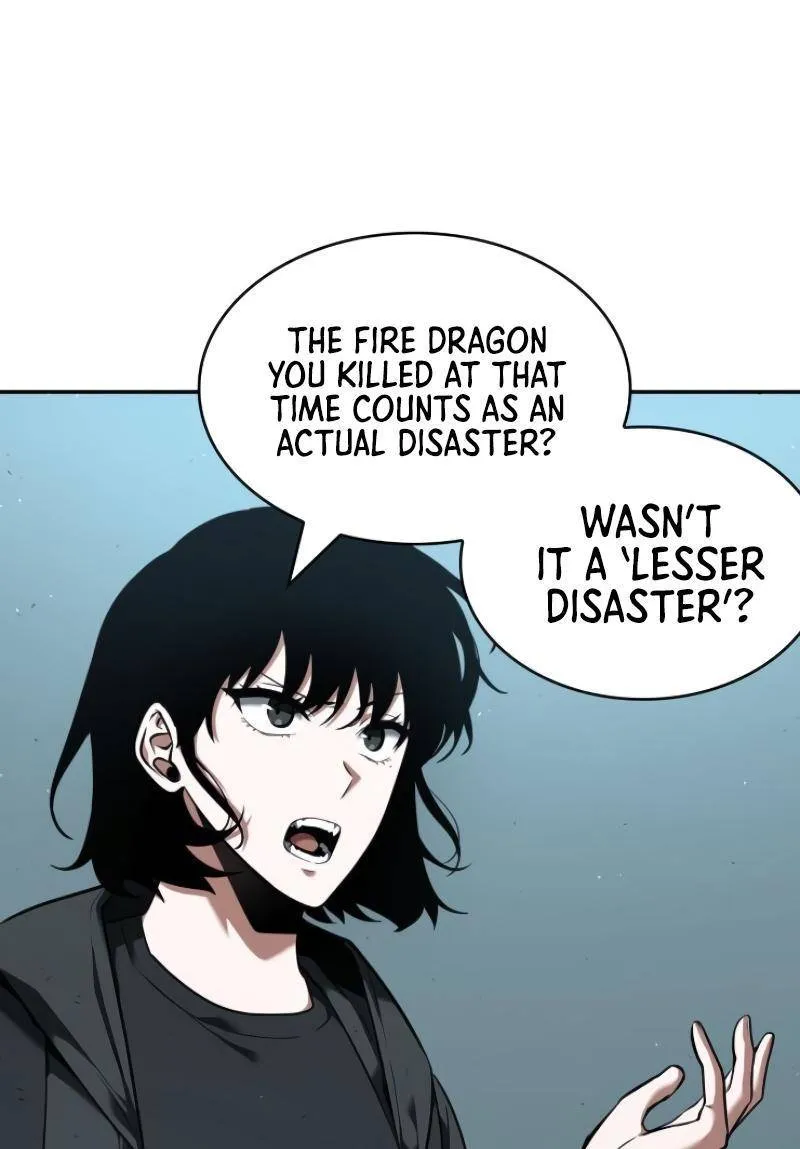 THE FIRE DRAGON
YOU KILLED AT THAT
TIME COUNTS AS AN
ACTUAL DISASTER?
WASN'T
IT A 'LESSER
DISASTER'?